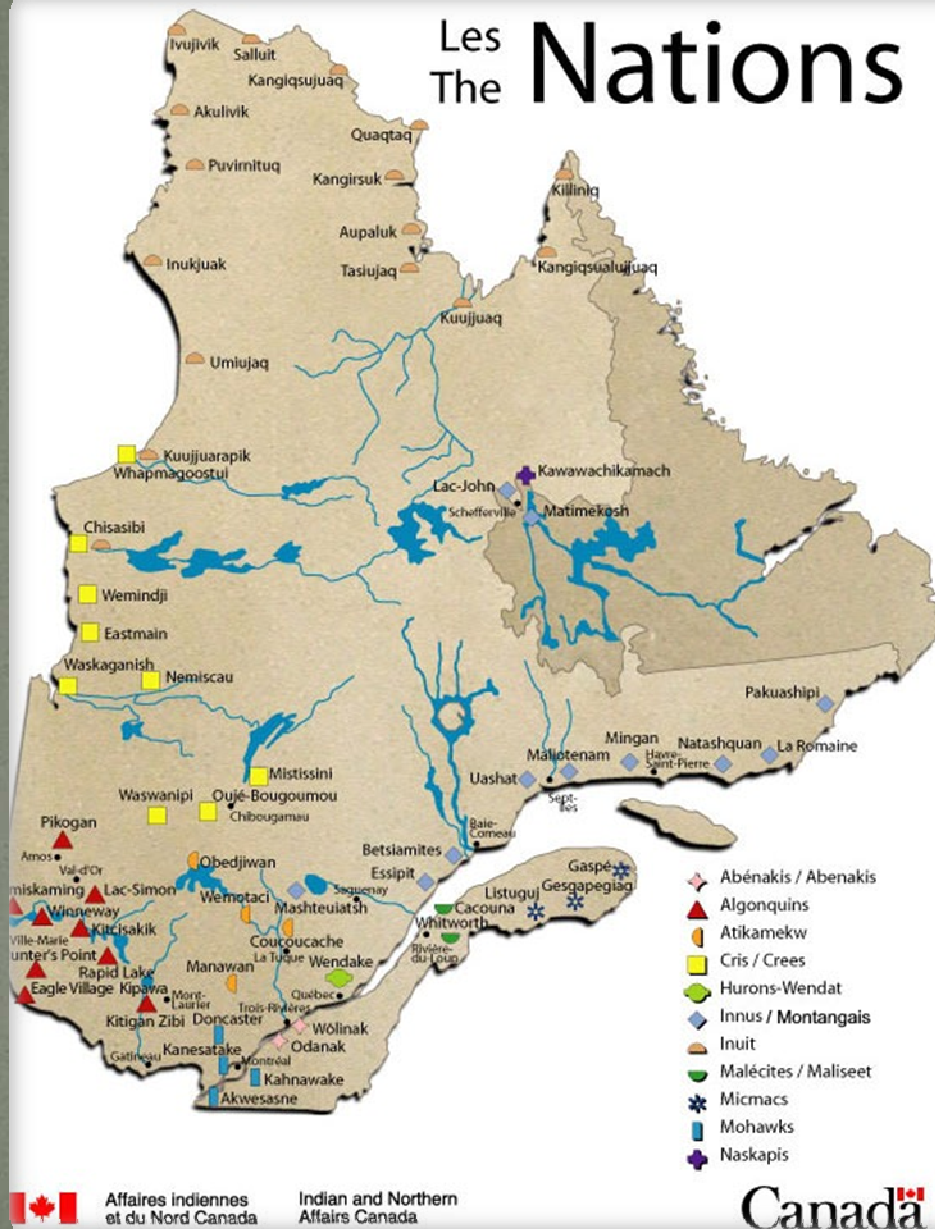 Les
The
Nations
Ivujivik
Salluit
Kangiqsujuaq
Akulivik
Quaqtaq
Puvirnituq
Kangirsuk
Killiniq
Aupaluk
Inukjuak
Tasiujaq
Kangiqsualujjuaq
Kuujjuaq
Umiujaq
Kuujjuarapik
Whapmagoostui
Kawawachikamach
Lac-John
Schefferville
Matimekosh
Chisasibi
Wemindji
Eastmain
Waskaganish
Nemiscau
Pakuashipi
Mingan
Natashquan
La Romaine
Maliotenam
Havre-
Saint-Pierre
Uashat
Sept-
Iles
Mistissini
Waswanipi
Oujé-Bougoumou
Chibougamau
Pikogan
Baie-
Comeau
Amos
Betsiamites
Val-d'Or
Obedjiwan
Essipit
Gaspé
Gesgapegiag
Listuguj
miskaming
Lac-Simon
Wemotaci
Saguenay
Mashteuiatsh
Cacouna
Winneway
Whitworth
Kitcisakik
Ville-Marie
Coucoucache
Rivière-
du-Loup
unter's Point
La Tuque
Wendake
Rapid Lake
Manawan
Eagle Village Kipawa
Mont-
Laurier
Québec
Trois-Rivières
Kitigan Zibi
Doncaster
Wôlinak
Odanak
Gatineau
Kanesatake
Montréal
Kahnawake
Akwesasne
Abénakis / Abenakis
Algonquins
Atikamekw
Cris / Crees
Hurons-Wendat
Innus / Montangais
Inuit
Malécites / Maliseet
Micmacs
Mohawks
Naskapis
Affaires indiennes
et du Nord Canada
Indian and Northern
Affairs Canada
Canada